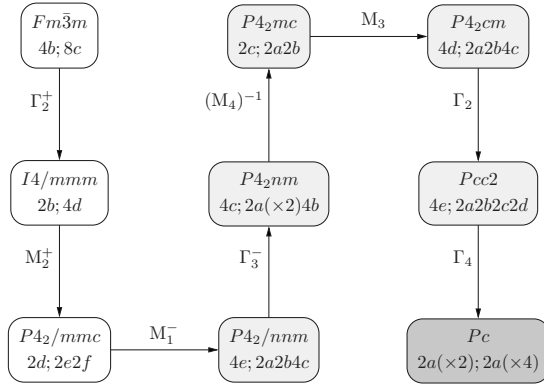 Fm3̄m
4b; 8c
Γ₂⁺
I4/mmm
2b; 4d
M₂⁺
P4₂/mmc
2d; 2e2f
M₁⁻
P4₂/nnm
4e; 2a2b4c
Γ₃⁻
P4₂nm
4c; 2a(×2)4b
(M₄)⁻¹
P4₂mc
2c; 2a2b
M₃
P4₂cm
4d; 2a2b4c
Γ₂
Pcc2
4e; 2a2b2c2d
Γ₄
Pc
2a(×2); 2a(×4)